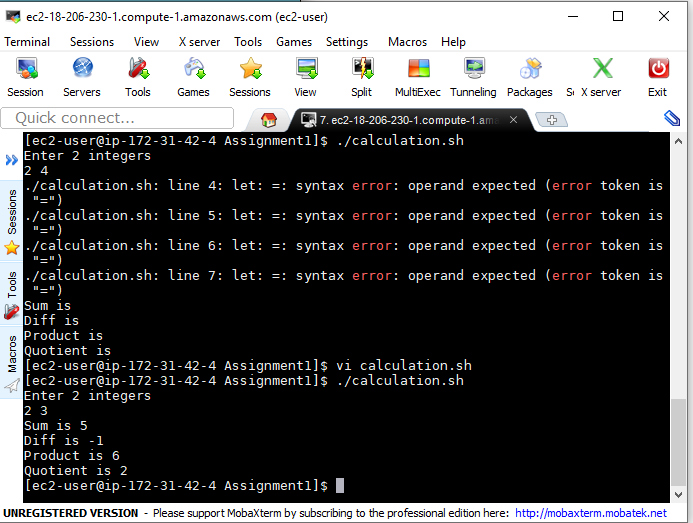 ec2-18-206-230-1.compute-1.amazonaws.com (ec2-user)
Terminal Sessions View X server Tools Games Settings Macros Help
Session Servers Tools Games Sessions View Split MultiExec Tunneling Packages Se X server Exit
Quick connect...
7. ec2-18-206-230-1.compute-1.ama
[ec2-user@ip-172-31-42-4 Assignment1]$ ./calculation.sh
Enter 2 integers
2 4
./calculation.sh: line 4: let: =: syntax error: operand expected (error token is
"=")
./calculation.sh: line 5: let: =: syntax error: operand expected (error token is
"=")
./calculation.sh: line 6: let: =: syntax error: operand expected (error token is
"=")
./calculation.sh: line 7: let: =: syntax error: operand expected (error token is
"=")
Sum is
Diff is
Product is
Quotient is
[ec2-user@ip-172-31-42-4 Assignment1]$ vi calculation.sh
[ec2-user@ip-172-31-42-4 Assignment1]$ ./calculation.sh
Enter 2 integers
2 3
Sum is 5
Diff is -1
Product is 6
Quotient is 2
[ec2-user@ip-172-31-42-4 Assignment1]$
Sessions
Tools
Macros
UNREGISTERED VERSION - Please support MobaXterm by subscribing to the professional edition here: http://mobaxterm.mobatek.net